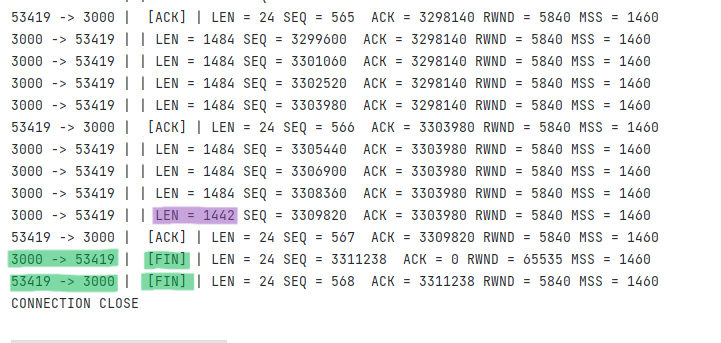 53419 -> 3000 | [ACK] | LEN = 24 SEQ = 565 ACK = 3298140 RWND = 5840 MSS = 1460
3000 -> 53419 | | LEN = 1484 SEQ = 3299600 ACK = 3298140 RWND = 5840 MSS = 1460
3000 -> 53419 | | LEN = 1484 SEQ = 3301060 ACK = 3298140 RWND = 5840 MSS = 1460
3000 -> 53419 | | LEN = 1484 SEQ = 3302520 ACK = 3298140 RWND = 5840 MSS = 1460
3000 -> 53419 | | LEN = 1484 SEQ = 3303980 ACK = 3298140 RWND = 5840 MSS = 1460
53419 -> 3000 | [ACK] | LEN = 24 SEQ = 566 ACK = 3303980 RWND = 5840 MSS = 1460
3000 -> 53419 | | LEN = 1484 SEQ = 3305440 ACK = 3303980 RWND = 5840 MSS = 1460
3000 -> 53419 | | LEN = 1484 SEQ = 3306900 ACK = 3303980 RWND = 5840 MSS = 1460
3000 -> 53419 | | LEN = 1484 SEQ = 3308360 ACK = 3303980 RWND = 5840 MSS = 1460
3000 -> 53419 | | LEN = 1442 SEQ = 3309820 ACK = 3303980 RWND = 5840 MSS = 1460
53419 -> 3000 | [ACK] | LEN = 24 SEQ = 567 ACK = 3309820 RWND = 5840 MSS = 1460
3000 -> 53419 | [FIN] | LEN = 24 SEQ = 3311238 ACK = 0 RWND = 65535 MSS = 1460
53419 -> 3000 | [FIN] | LEN = 24 SEQ = 568 ACK = 3311238 RWND = 5840 MSS = 1460
CONNECTION CLOSE